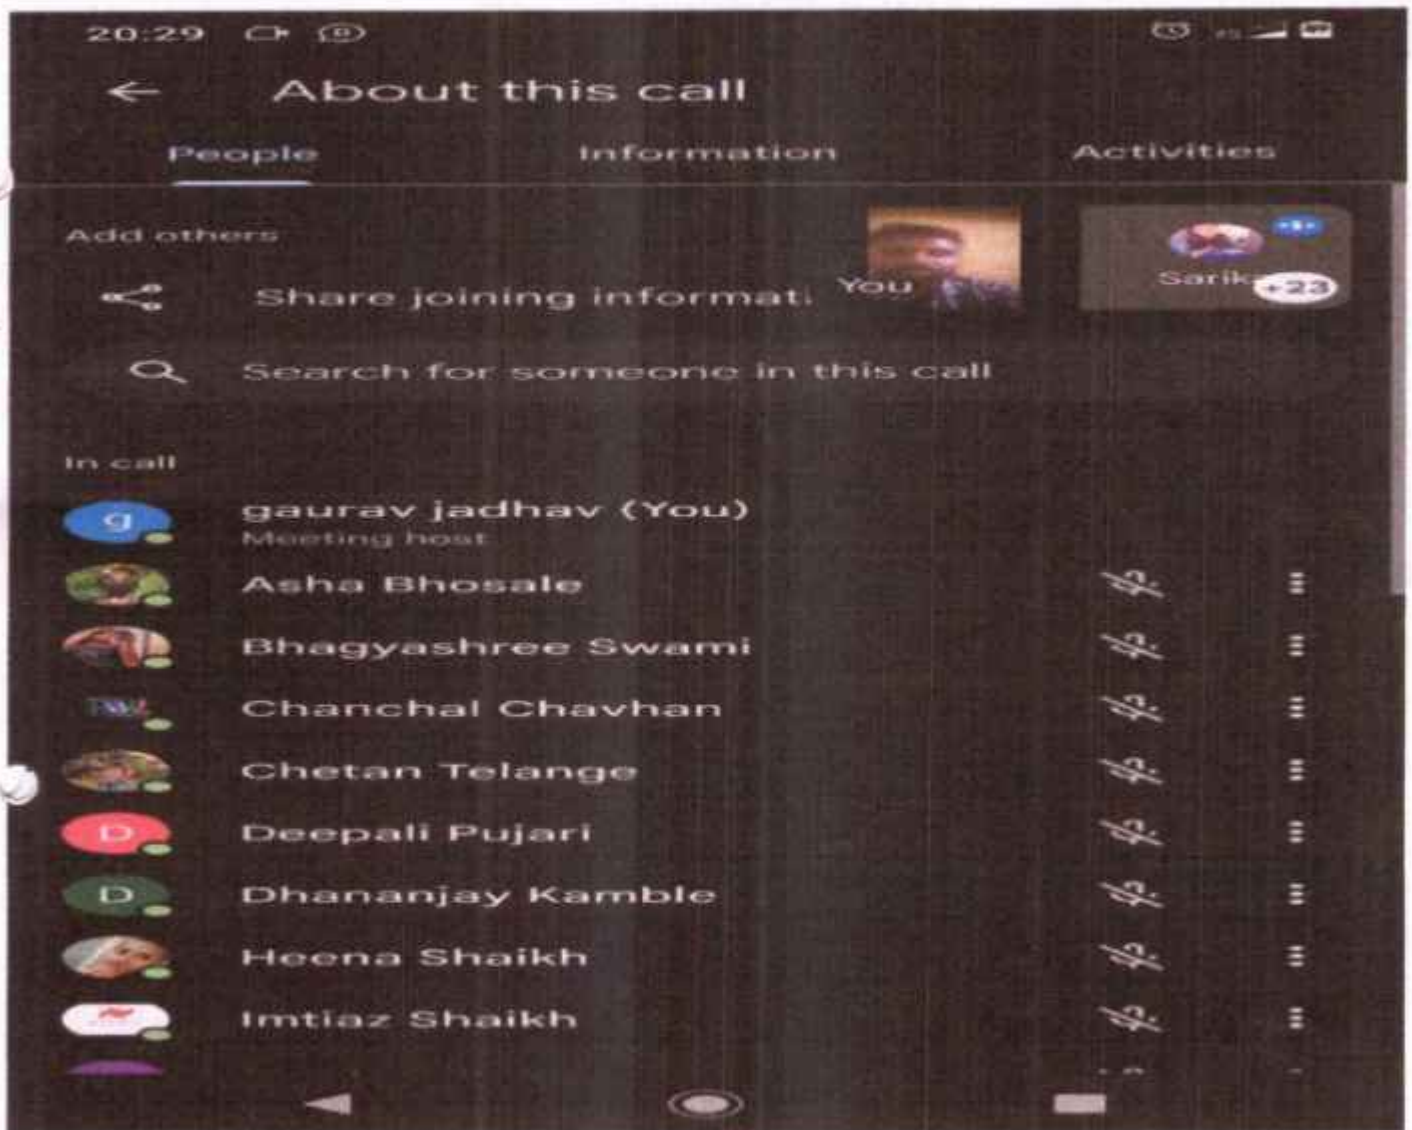 20:29
About this call
People Information Activities
Add others
Share joining informati
You
Sarik
+23
Search for someone in this call
In call
g
gaurav jadhav (You)
Meeting host
Asha Bhosale
Bhagyashree Swami
Chanchal Chavhan
Chetan Telange
D
Deepali Pujari
D
Dhananjay Kamble
Heena Shaikh
Imtiaz Shaikh